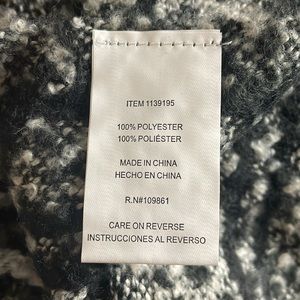 ITEM 1139195
100% POLYESTER
100% POLIÉSTER
MADE IN CHINA
HECHO EN CHINA
R.N#109861
CARE ON REVERSE
INSTRUCCIONES AL REVERSO